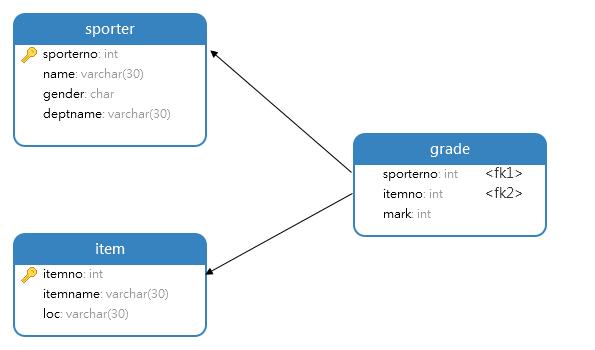 sporter
sporterno: int
name: varchar(30)
gender: char
deptname: varchar(30)
grade
sporterno: int <fk1>
itemno: int <fk2>
mark: int
item
itemno: int
itemname: varchar(30)
loc: varchar(30)